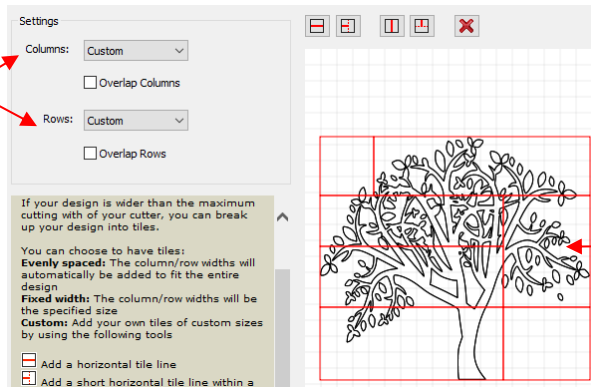 Settings
Columns:
Custom
Overlap Columns
Rows:
Custom
Overlap Rows
If your design is wider than the maximum
cutting with of your cutter, you can break
up your design into tiles.
You can choose to have tiles:
Evenly spaced: The column/row widths will
automatically be added to fit the entire
design
Fixed width: The column/row widths will be
the specified size
Custom: Add your own tiles of custom sizes
by using the following tools
Add a horizontal tile line
Add a short horizontal tile line within a